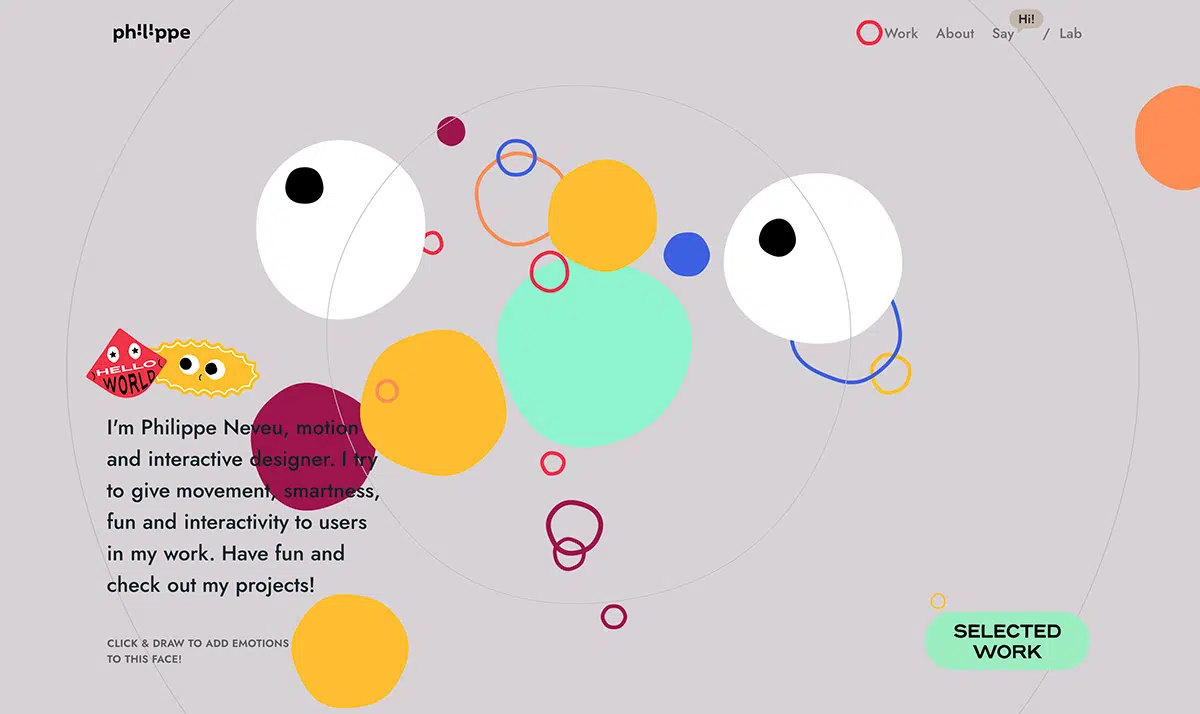 philippe
Work About Say Hi! / Lab
HELLO
WORLD
I'm Philippe Neveu, motion
and interactive designer. I try
to give movement, smartness,
fun and interactivity to users
in my work. Have fun and
check out my projects!
CLICK & DRAW TO ADD EMOTIONS
TO THIS FACE!
SELECTED
WORK